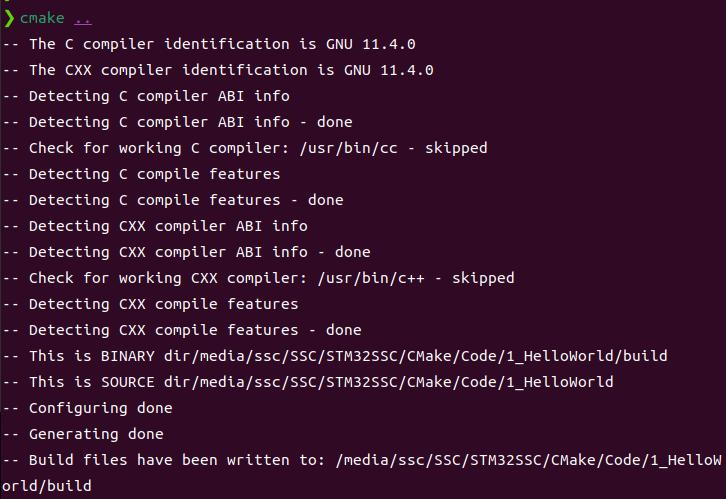 ❯ cmake ..
-- The C compiler identification is GNU 11.4.0
-- The CXX compiler identification is GNU 11.4.0
-- Detecting C compiler ABI info
-- Detecting C compiler ABI info - done
-- Check for working C compiler: /usr/bin/cc - skipped
-- Detecting C compile features
-- Detecting C compile features - done
-- Detecting CXX compiler ABI info
-- Detecting CXX compiler ABI info - done
-- Check for working CXX compiler: /usr/bin/c++ - skipped
-- Detecting CXX compile features
-- Detecting CXX compile features - done
-- This is BINARY dir/media/ssc/SSC/STM32SSC/CMake/Code/1_HelloWorld/build
-- This is SOURCE dir/media/ssc/SSC/STM32SSC/CMake/Code/1_HelloWorld
-- Configuring done
-- Generating done
-- Build files have been written to: /media/ssc/SSC/STM32SSC/CMake/Code/1_HelloW
orld/build